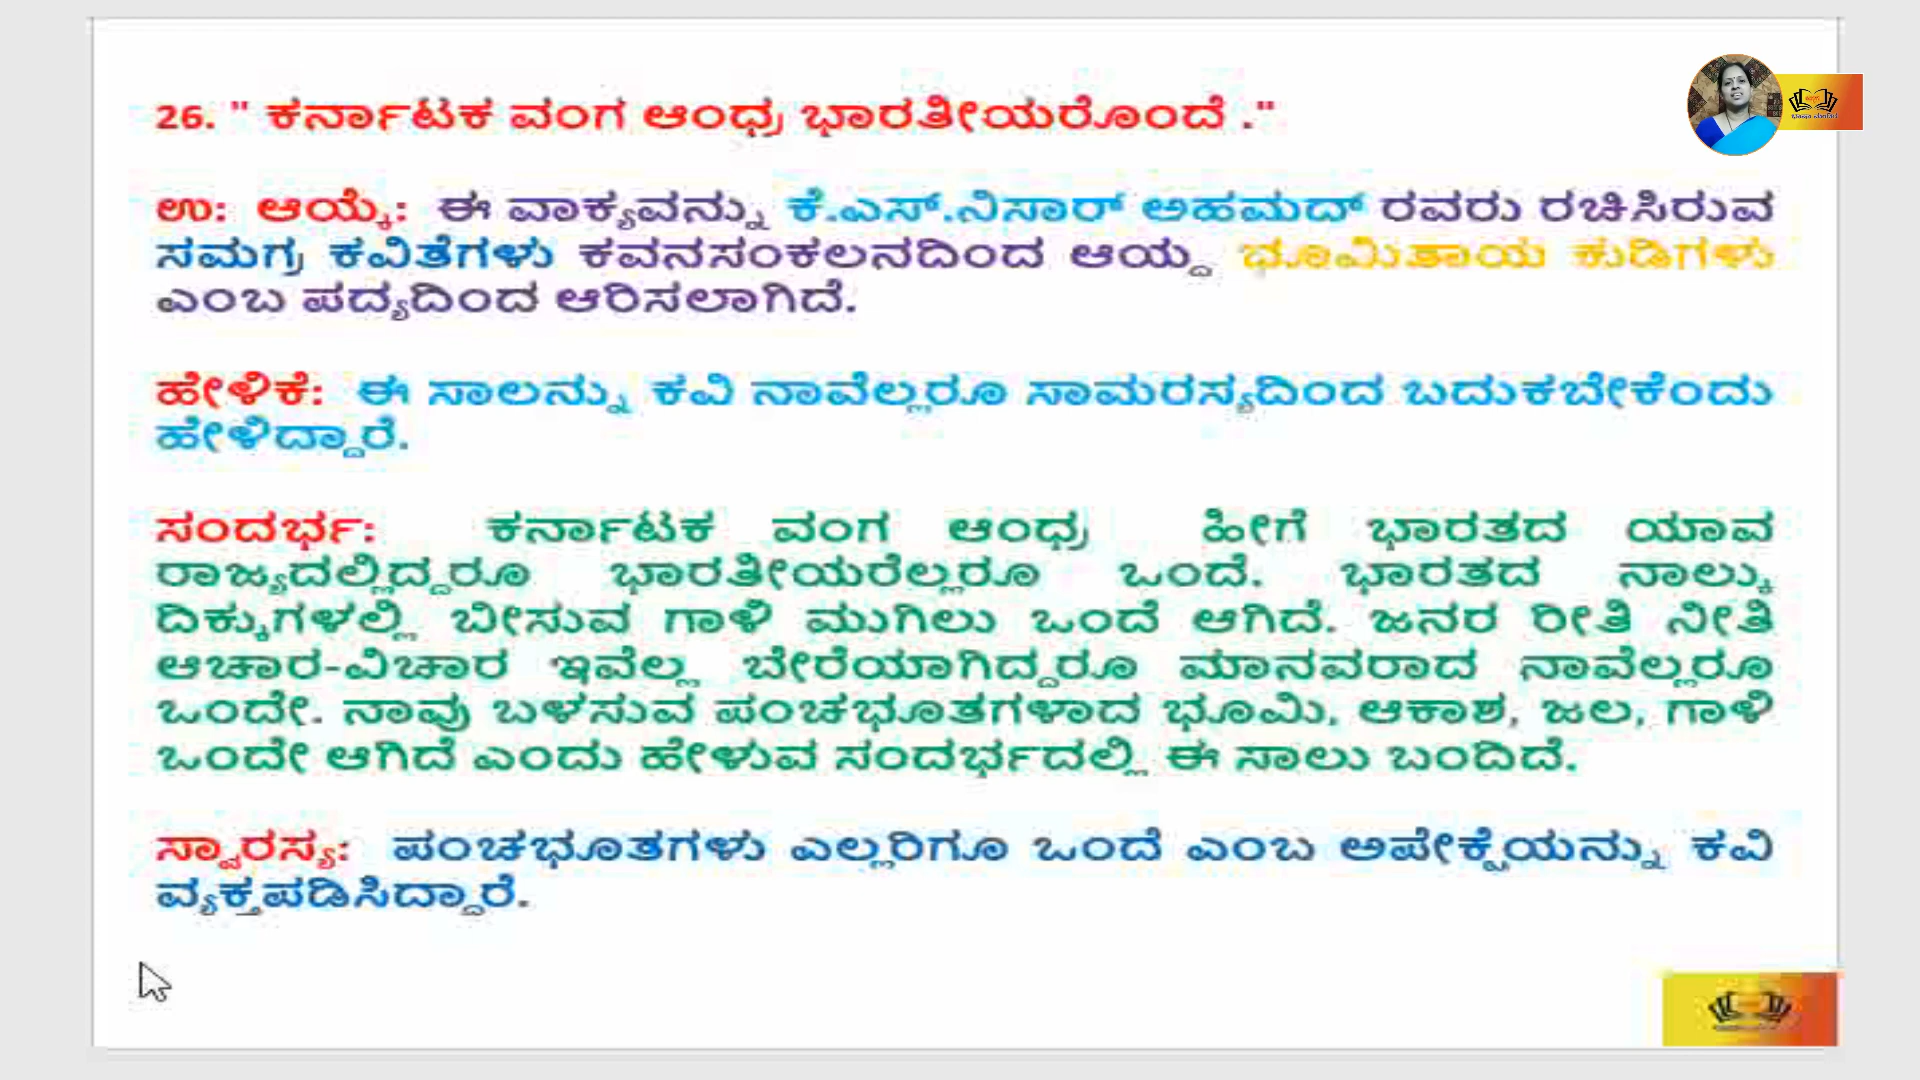 26. " ಕರ್ನಾಟಕ ವಂಗ ಆಂಧ್ರ ಭಾರತೀಯರೊಂದೆ ."
ಉ: ಆಯ್ಕೆ: ಈ ವಾಕ್ಯವನ್ನು ಕೆ.ಎಸ್.ನಿಸಾರ್ ಅಹಮದ್ ರವರು ರಚಿಸಿರುವ
ಸಮಗ್ರ ಕವಿತೆಗಳು ಕವನಸಂಕಲನದಿಂದ ಆಯ್ದ ಭೂಮಿತಾಯ ಕುಡಿಗಳು
ಎಂಬ ಪದ್ಯದಿಂದ ಆರಿಸಲಾಗಿದೆ.
ಹೇಳಿಕೆ: ಈ ಸಾಲನ್ನು ಕವಿ ನಾವೆಲ್ಲರೂ ಸಾಮರಸ್ಯದಿಂದ ಬದುಕಬೇಕೆಂದು
ಹೇಳಿದ್ದಾರೆ.
ಸಂದರ್ಭ: ಕರ್ನಾಟಕ ವಂಗ ಆಂಧ್ರ ಹೀಗೆ ಭಾರತದ ಯಾವ
ರಾಜ್ಯದಲ್ಲಿದ್ದರೂ ಭಾರತೀಯರೆಲ್ಲರೂ ಒಂದೆ. ಭಾರತದ ನಾಲ್ಕು
ದಿಕ್ಕುಗಳಲ್ಲಿ ಬೀಸುವ ಗಾಳಿ ಮುಗಿಲು ಒಂದೆ ಆಗಿದೆ. ಜನರ ರೀತಿ ನೀತಿ
ಆಚಾರ-ವಿಚಾರ ಇವೆಲ್ಲ ಬೇರೆಯಾಗಿದ್ದರೂ ಮಾನವರಾದ ನಾವೆಲ್ಲರೂ
ಒಂದೇ. ನಾವು ಬಳಸುವ ಪಂಚಭೂತಗಳಾದ ಭೂಮಿ, ಆಕಾಶ, ಜಲ, ಗಾಳಿ
ಒಂದೇ ಆಗಿದೆ ಎಂದು ಹೇಳುವ ಸಂದರ್ಭದಲ್ಲಿ ಈ ಸಾಲು ಬಂದಿದೆ.
ಸ್ವಾರಸ್ಯ: ಪಂಚಭೂತಗಳು ಎಲ್ಲರಿಗೂ ಒಂದೆ ಎಂಬ ಅಪೇಕ್ಷೆಯನ್ನು ಕವಿ
ವ್ಯಕ್ತಪಡಿಸಿದ್ದಾರೆ.